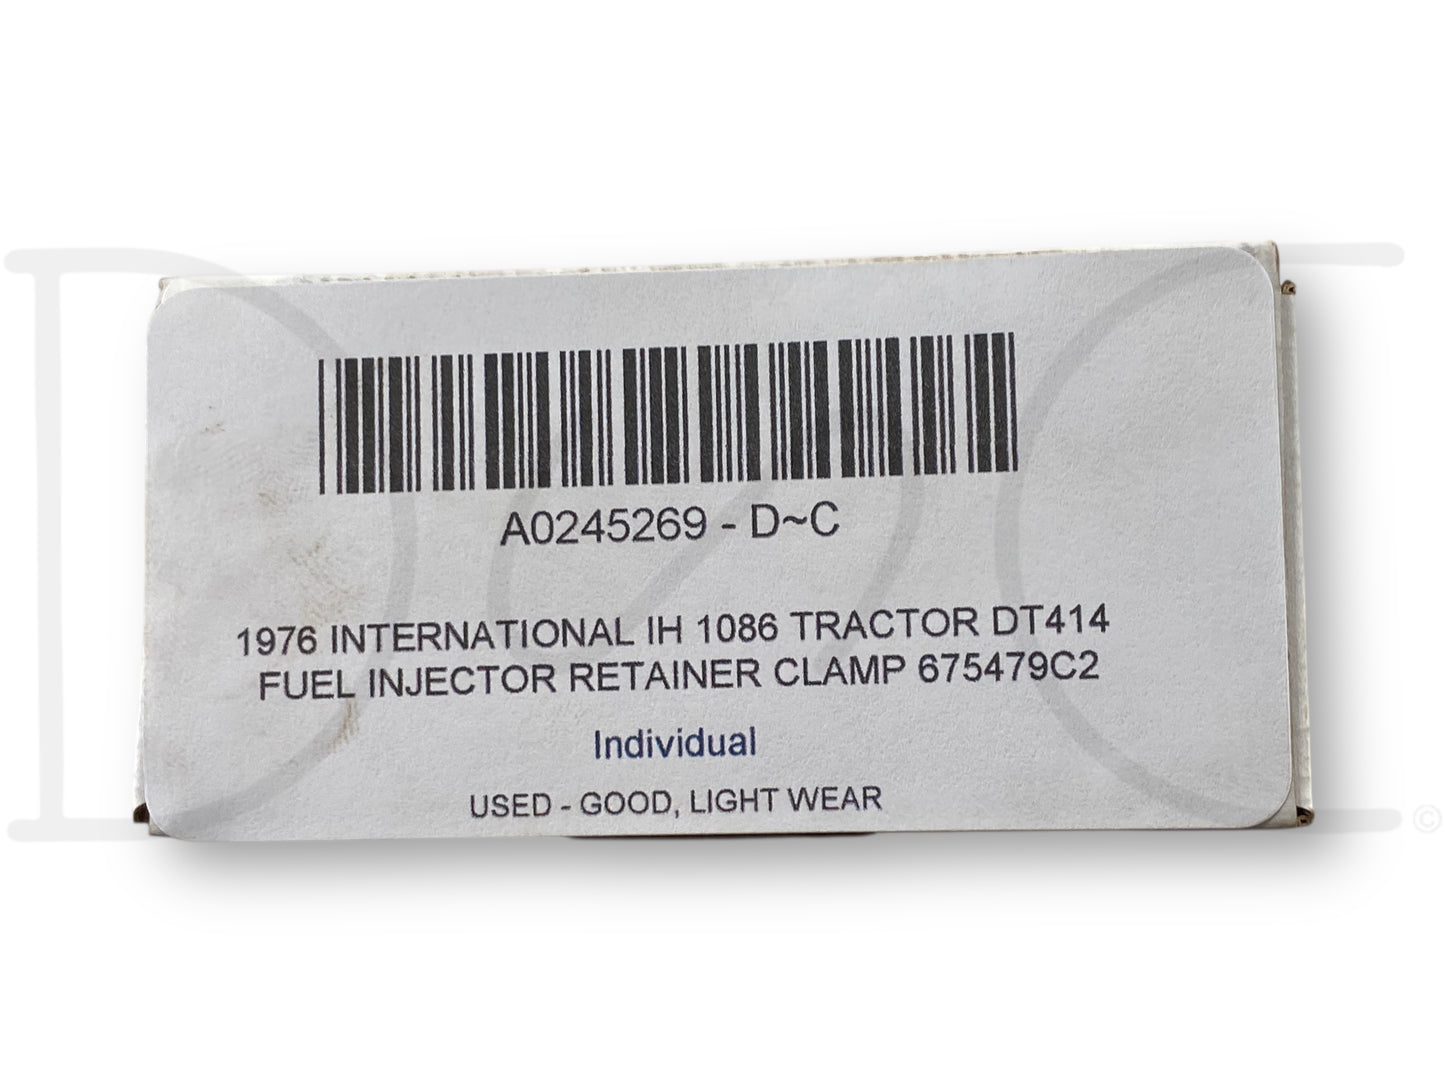 A0245269 - D~C
1976 INTERNATIONAL IH 1086 TRACTOR DT414
FUEL INJECTOR RETAINER CLAMP 675479C2
Individual
USED - GOOD, LIGHT WEAR
©